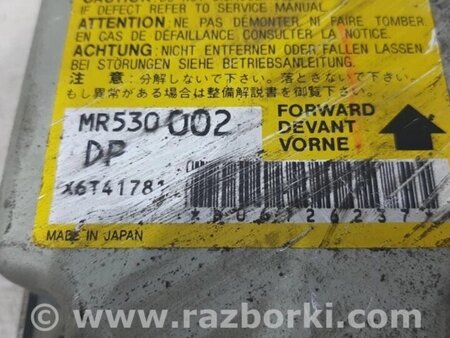 IF DEFECT REFER TO SERVICE MANUAL.
ATTENTION: NE PAS DEMONTER NI FAIRE TOMBER.
EN CAS DE DÉFAILLANCE CONSULTER LA NOTICE.
ACHTUNG: NICHT ENTFERNEN ODER FALLEN LASSEN
BEI STÖRUNGEN SIEHE BETRIEBSANLEITUNG.
注 意：分解しないで下さい。落とさないで下さい。
もし異常がある場合は整備解説書を御覧下さい。
MR530002
DP
X6T4178
FORWARD
DEVANT
VORNE
MADE IN JAPAN
www.razborki.com